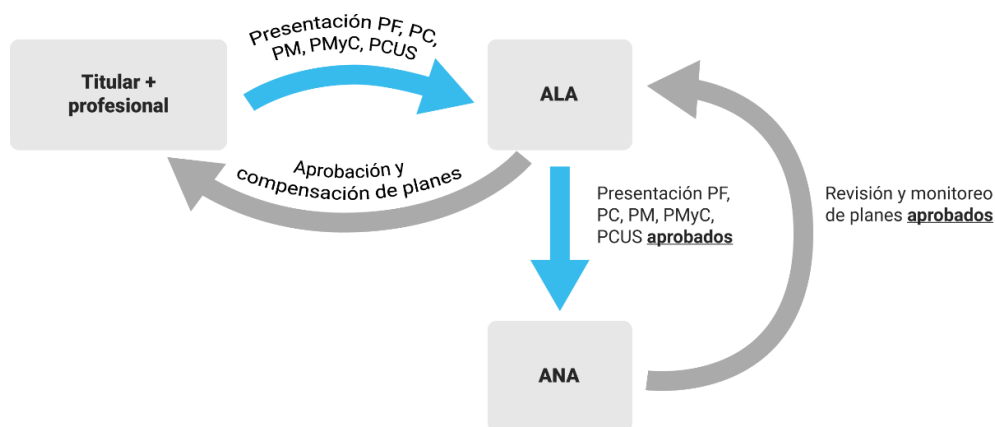 Presentación PF, PC,
PM, PMyC, PCUS
Titular +
profesional
ALA
Aprobación y
compensación de planes
Presentación PF,
PC, PM, PMyC,
PCUS aprobados
Revisión y monitoreo
de planes aprobados
ANA